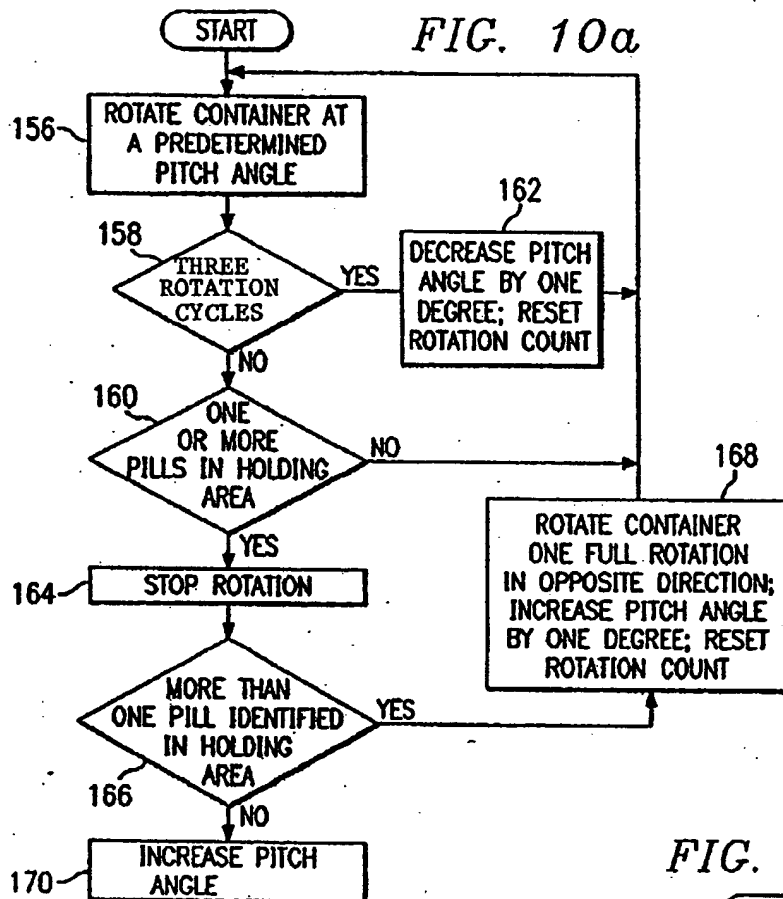 START
FIG. 10a
156
ROTATE CONTAINER AT
A PREDETERMINED
PITCH ANGLE
158
THREE
ROTATION
CYCLES
YES
162
DECREASE PITCH
ANGLE BY ONE
DEGREE; RESET
ROTATION COUNT
NO
160
ONE
OR MORE
PILLS IN HOLDING
AREA
NO
168
ROTATE CONTAINER
ONE FULL ROTATION
IN OPPOSITE DIRECTION;
INCREASE PITCH ANGLE
BY ONE DEGREE; RESET
ROTATION COUNT
YES
164
STOP ROTATION
MORE THAN
ONE PILL IDENTIFIED
IN HOLDING
AREA
YES
166
NO
170
INCREASE PITCH
ANGLE
FIG.